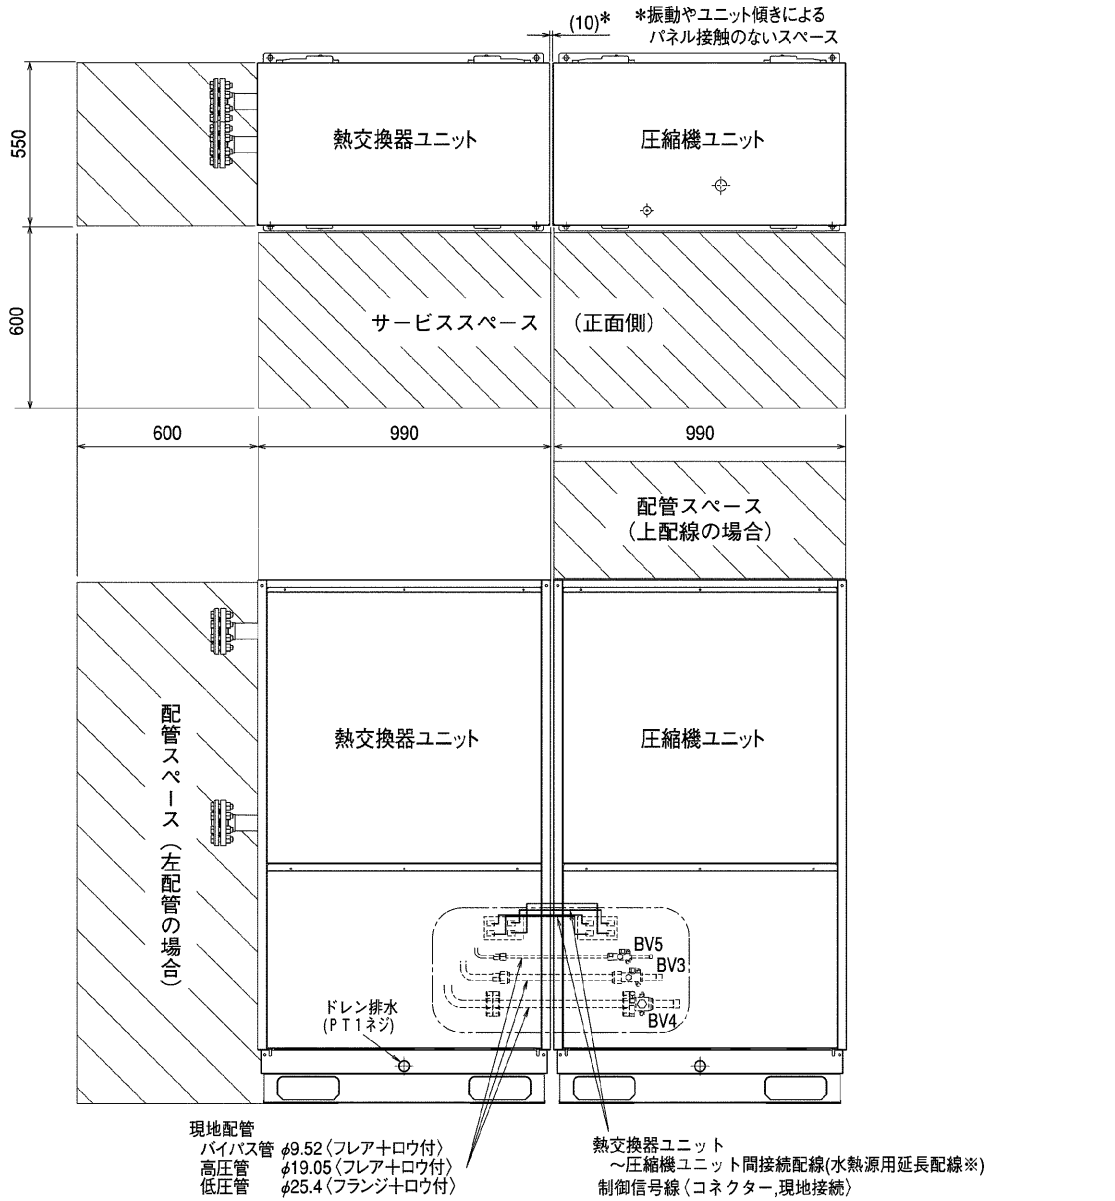 (10)*
*振動やユニット傾きによる
パネル接触のないスペース
550
熱交換器ユニット
圧縮機ユニット
600
サービススペース (正面側)
600
990
990
配管スペース
(上配線の場合)
配管スペース(左配管の場合)
熱交換器ユニット
圧縮機ユニット
BV5
BV3
BV4
ドレン排水
(PT1ネジ)
現地配管
バイパス管 φ9.52〈フレア+ロウ付〉
高圧管 φ19.05〈フレア+ロウ付〉
低圧管 φ25.4〈フランジ+ロウ付〉
熱交換器ユニット
~圧縮機ユニット間接続配線(水熱源用延長配線※)
制御信号線〈コネクター,現地接続〉